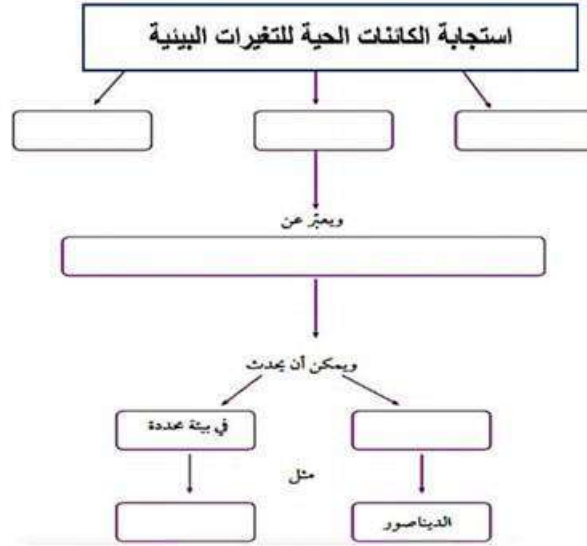 استجابة الكائنات الحية للتغيرات البيئية
ويعبّر عن
ويمكن أن يحدث
في بيئة محددة
مثل
الديناصور